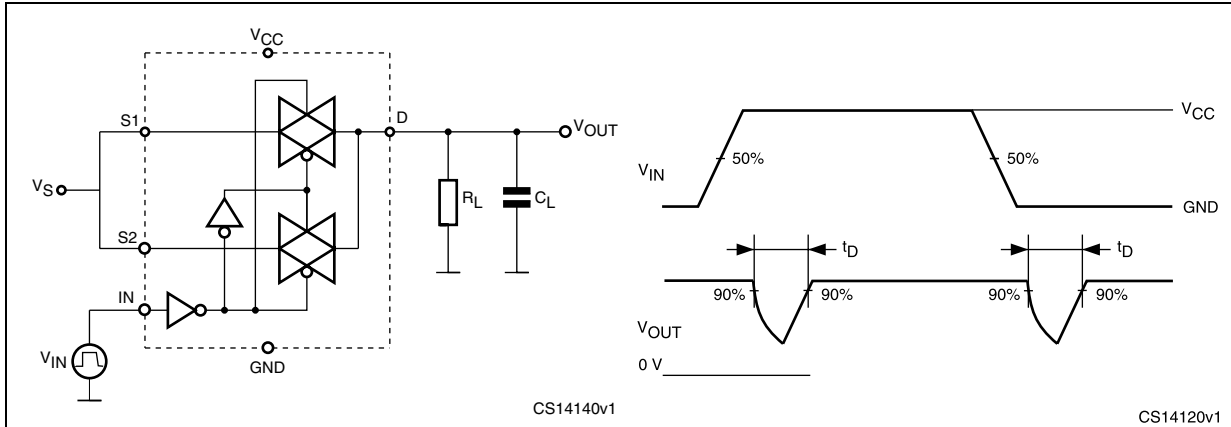 VCC
S1
D
VOUT
VS
RL
CL
S2
IN
VIN
GND
CS14140v1
VCC
50%
50%
VIN
GND
tD
tD
90%
90%
90%
90%
VOUT
0 V
CS14120v1